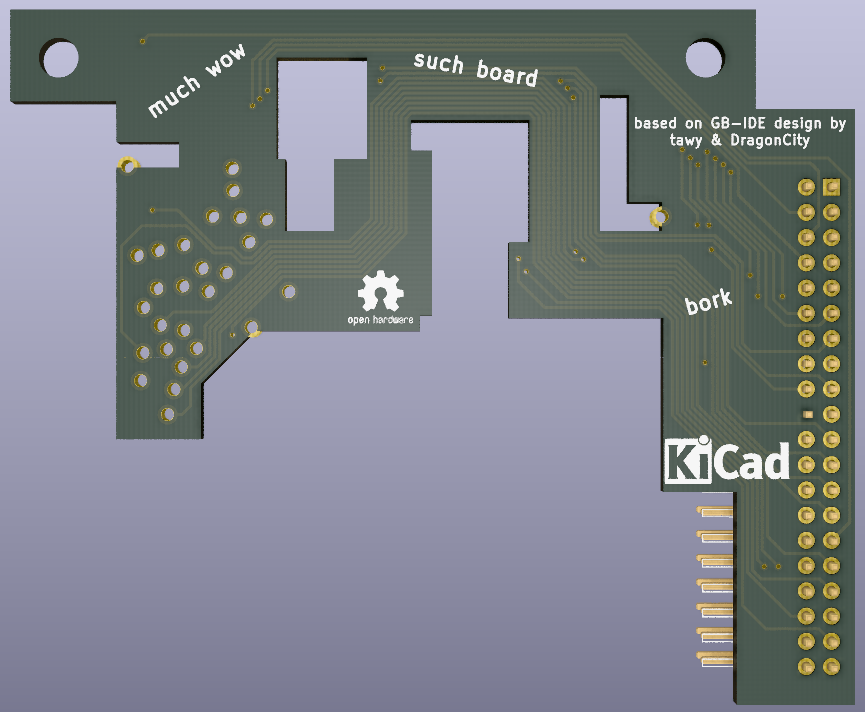 much wow
such board
based on GB-IDE design by
tawy & DragonCity
bork
open hardware
KiCad